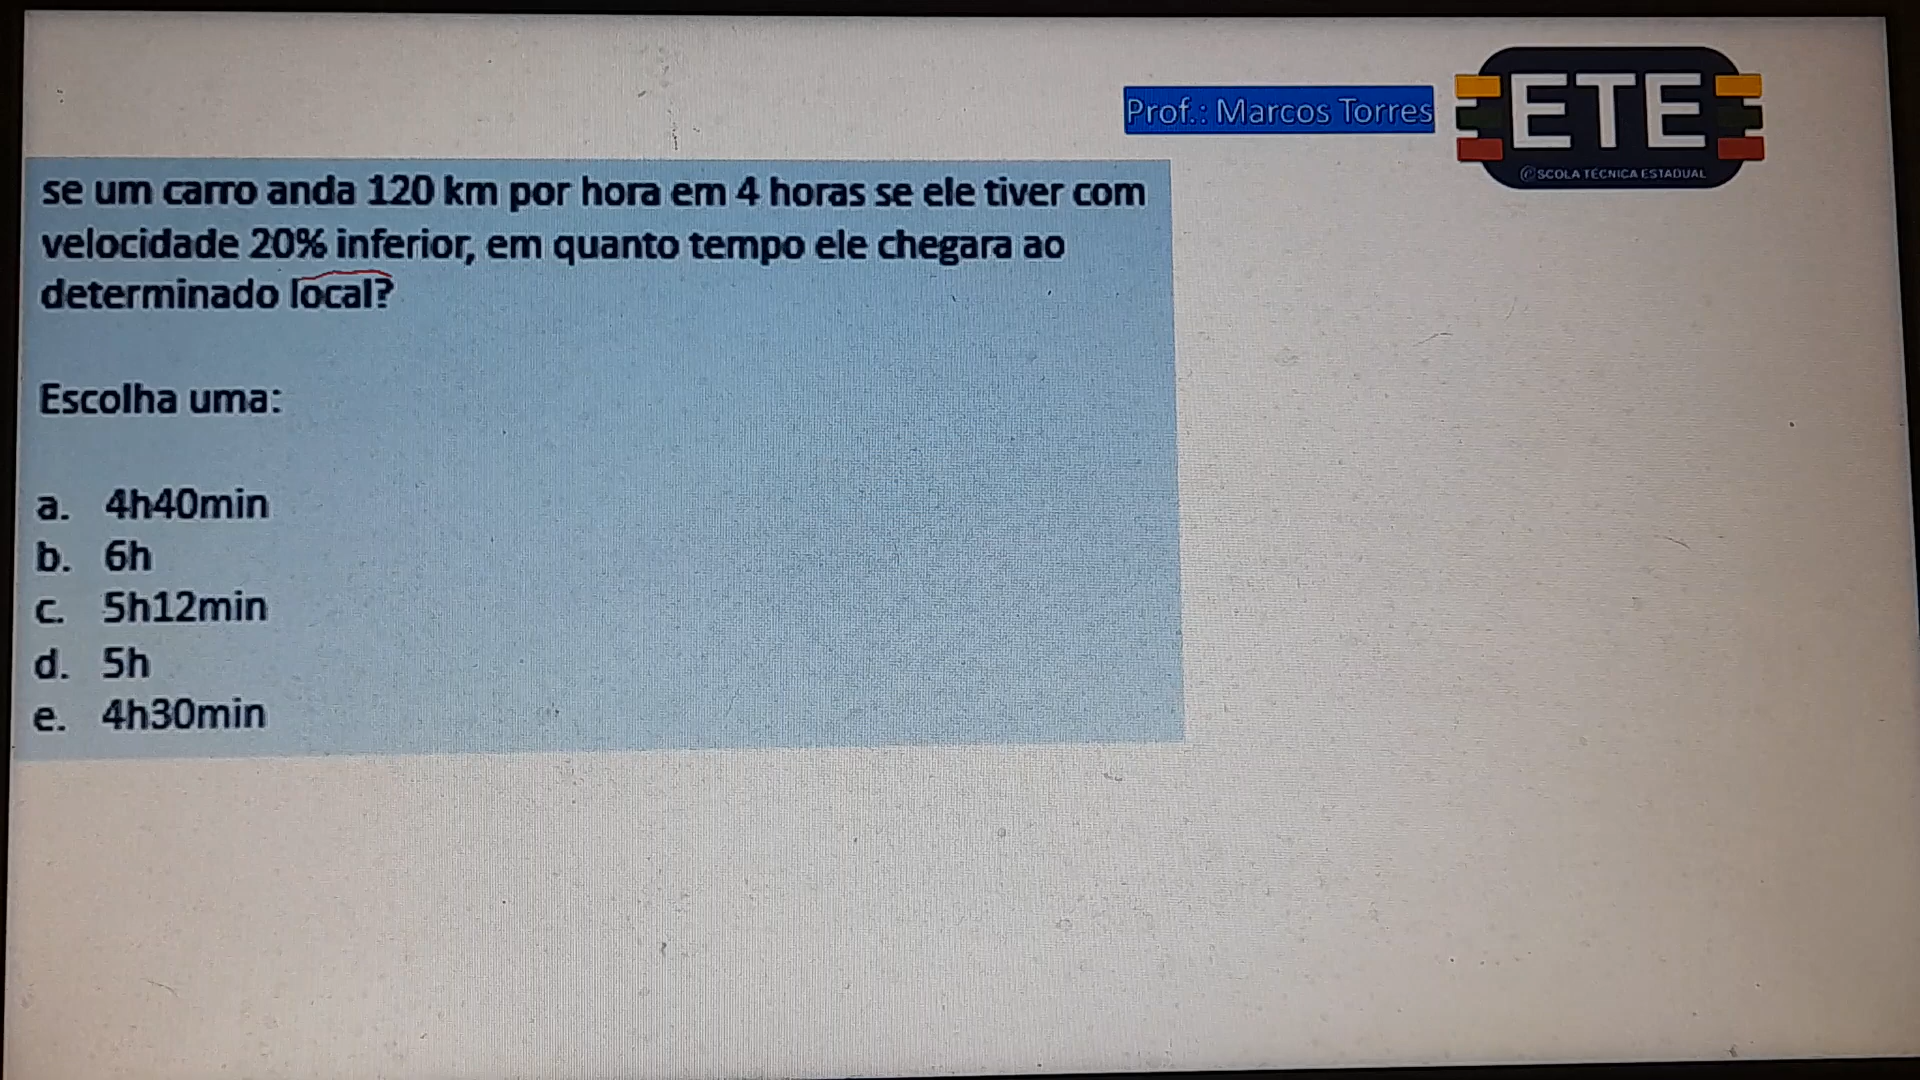 Prof.: Marcos Torres
ETE
ESCOLA TÉCNICA ESTADUAL
se um carro anda 120 km por hora em 4 horas se ele tiver com
velocidade 20% inferior, em quanto tempo ele chegara ao
determinado local?
Escolha uma:
a. 4h40min
b. 6h
c. 5h12min
d. 5h
e. 4h30min